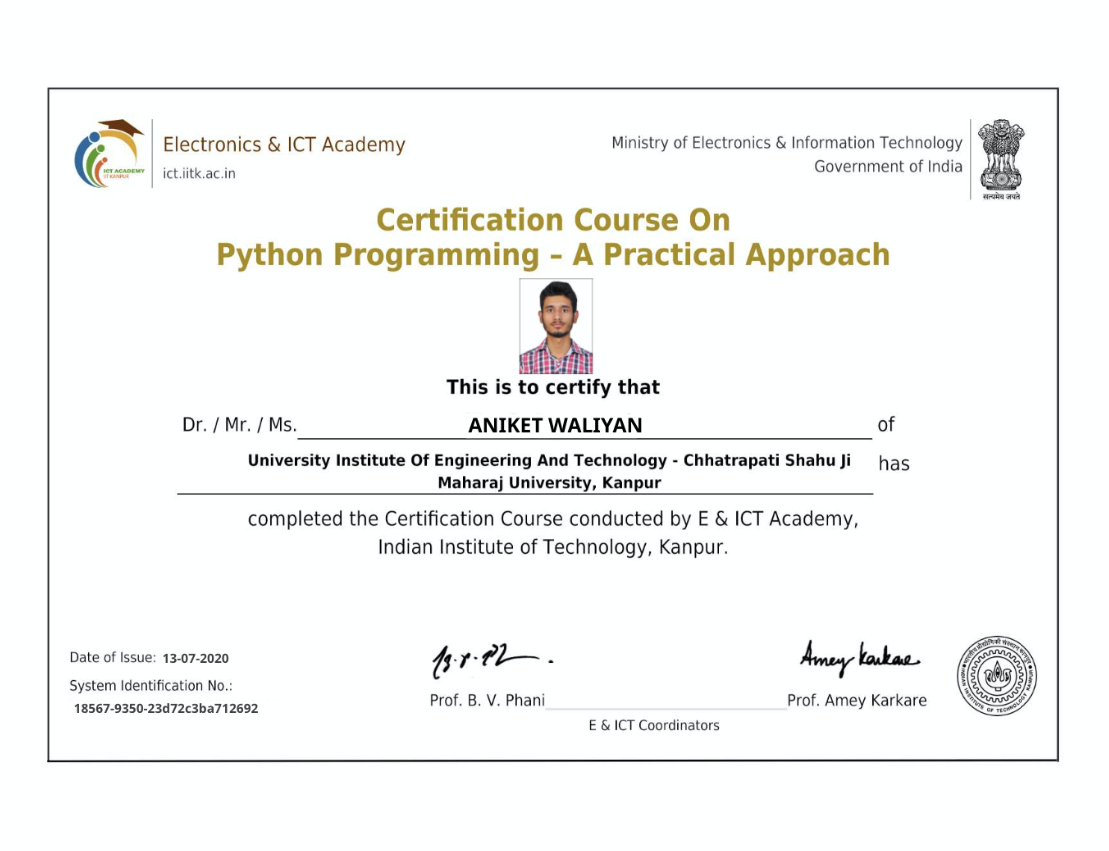 ICT ACADEMY
IIT KANPUR
Electronics & ICT Academy
ict.iitk.ac.in
Ministry of Electronics & Information Technology
Government of India
सत्यमेव जयते
Certification Course On
Python Programming – A Practical Approach
This is to certify that
Dr. / Mr. / Ms. ANIKET WALIYAN of
University Institute Of Engineering And Technology - Chhatrapati Shahu Ji has
Maharaj University, Kanpur
completed the Certification Course conducted by E & ICT Academy,
Indian Institute of Technology, Kanpur.
Date of Issue: 13-07-2020
System Identification No.:
18567-9350-23d72c3ba712692
Amey Karkare
Prof. B. V. Phani
Prof. Amey Karkare
E & ICT Coordinators
INDIAN INSTITUTE OF TECHNOLOGY